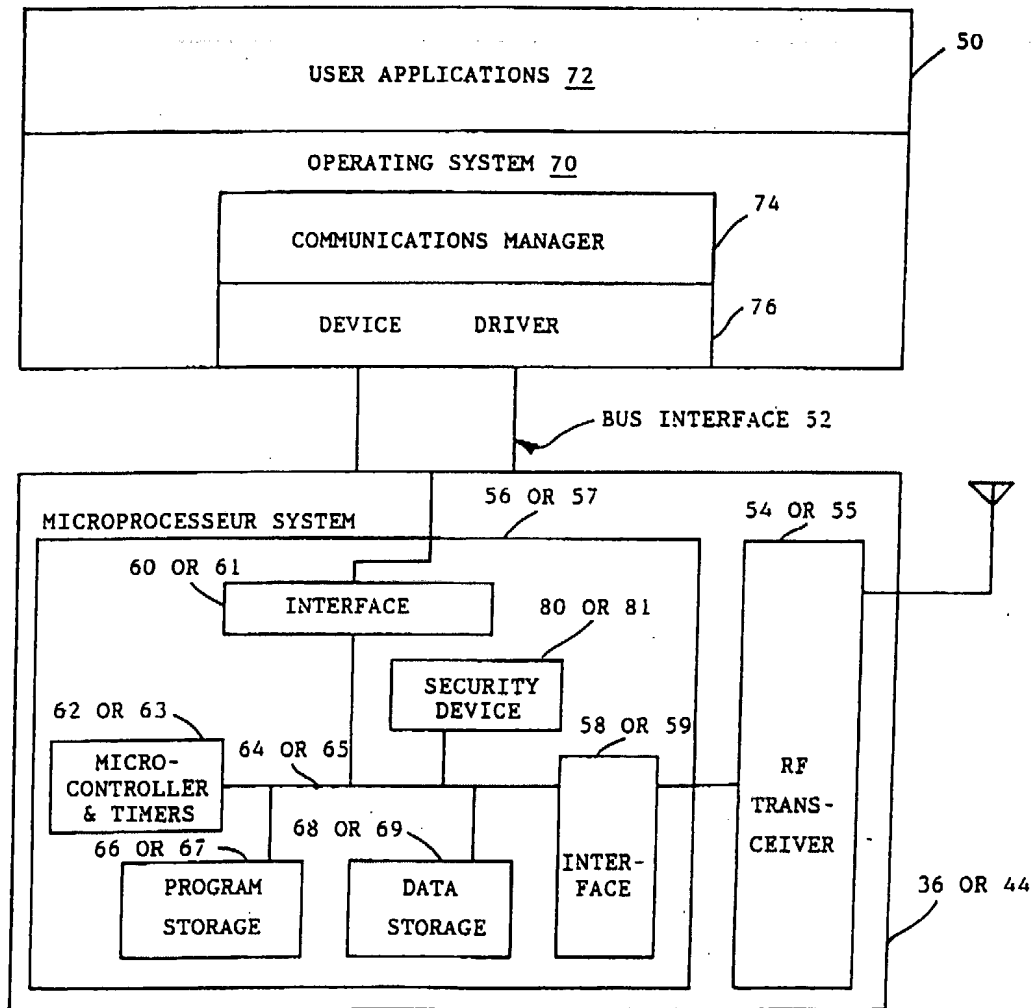 50
USER APPLICATIONS 72
OPERATING SYSTEM 70
74
COMMUNICATIONS MANAGER
76
DEVICE DRIVER
BUS INTERFACE 52
56 OR 57
54 OR 55
MICROPROCESSEUR SYSTEM
60 OR 61
INTERFACE
80 OR 81
SECURITY
DEVICE
62 OR 63
58 OR 59
64 OR 65
MICRO-
CONTROLLER
& TIMERS
RF
TRANS-
CEIVER
68 OR 69
66 OR 67
INTER-
FACE
PROGRAM
STORAGE
DATA
STORAGE
36 OR 44